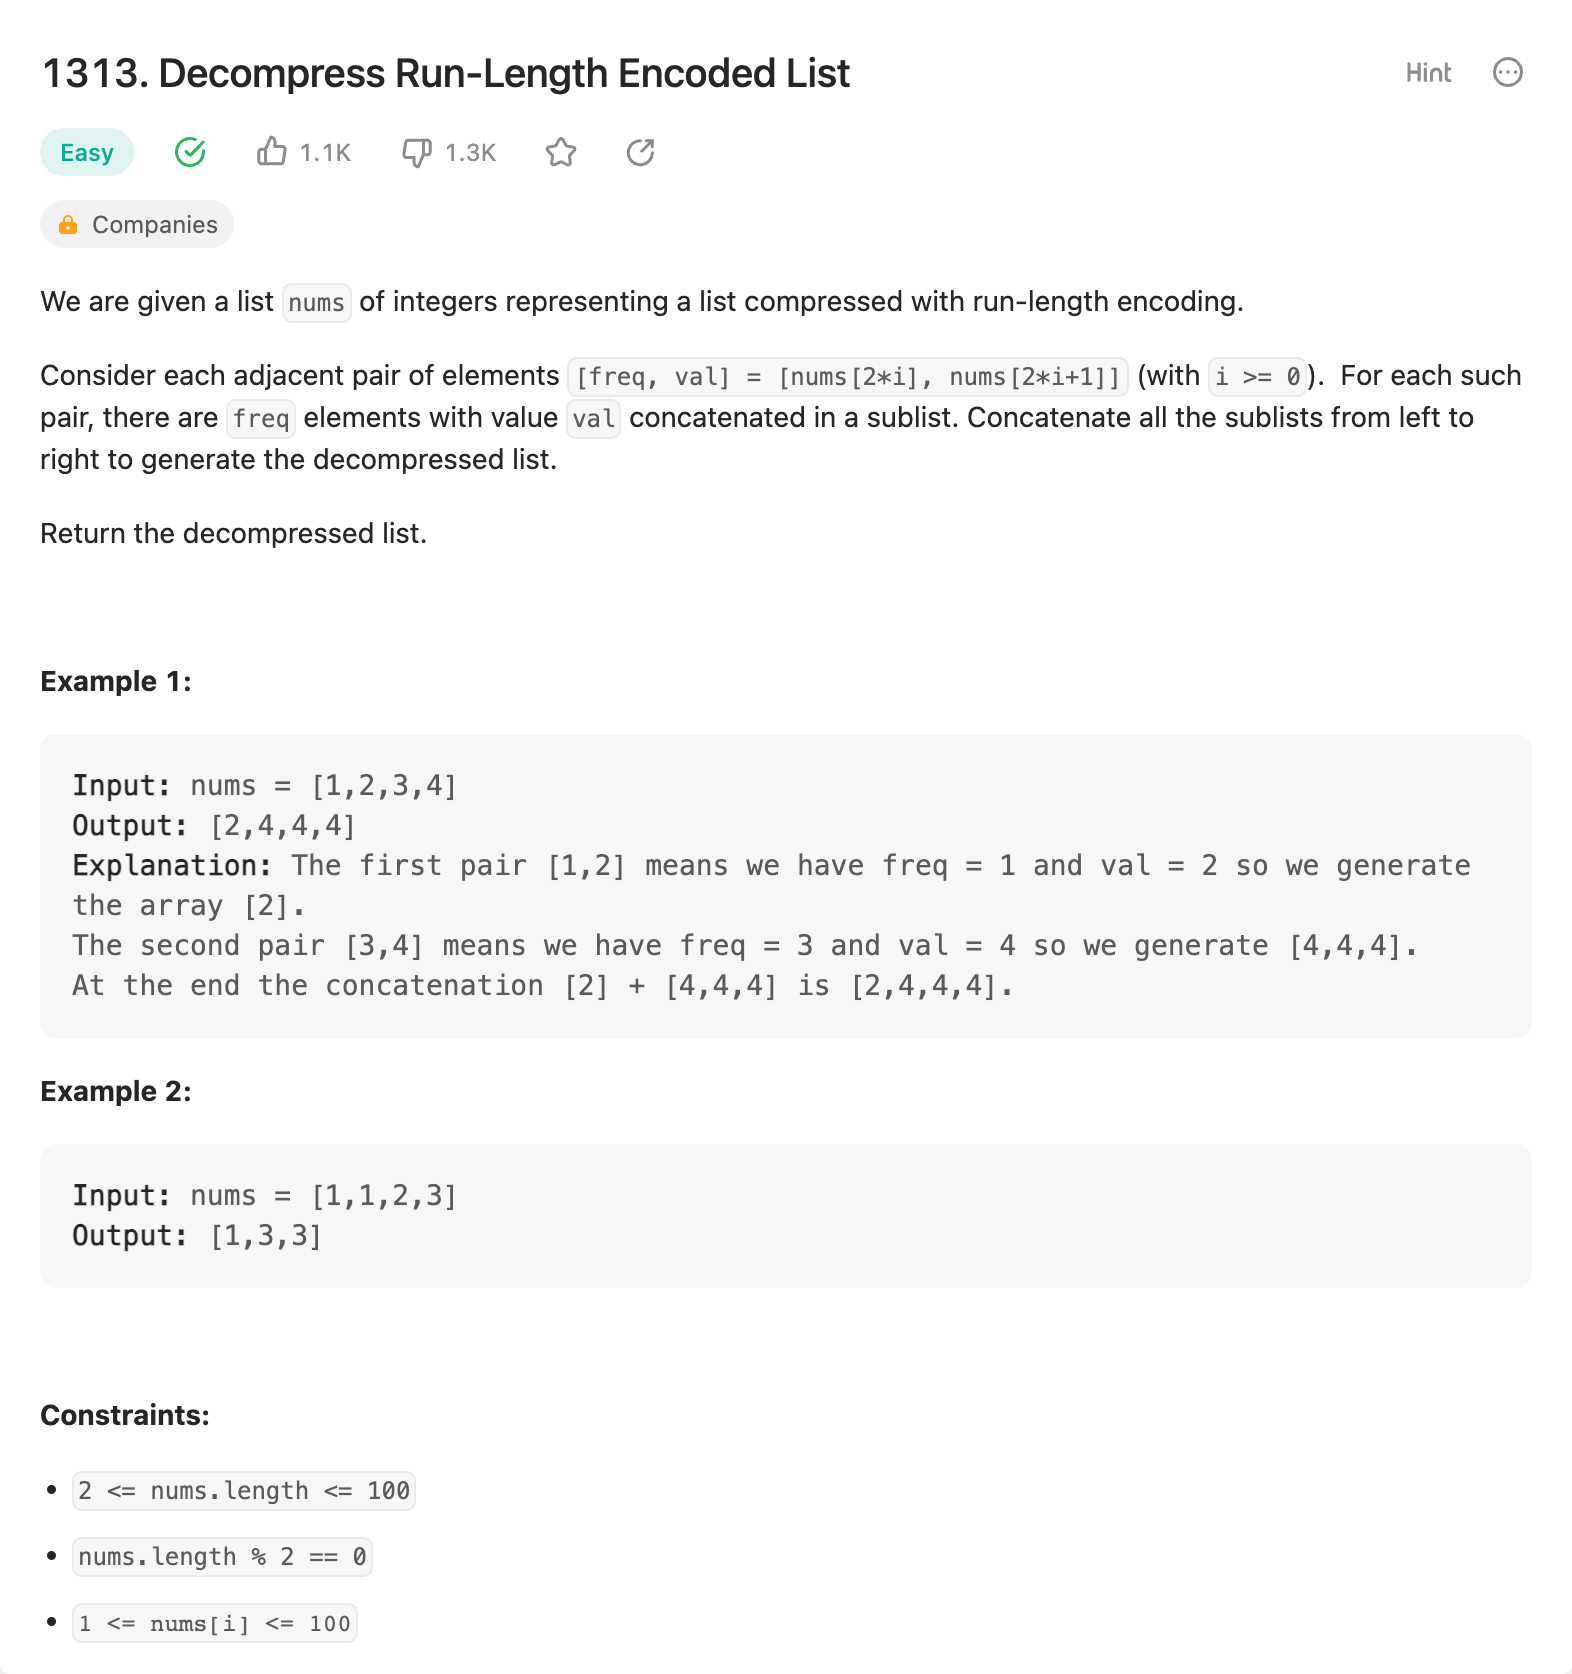 1313. Decompress Run-Length Encoded List
Hint
Easy
1.1K
1.3K
Companies
We are given a list nums of integers representing a list compressed with run-length encoding.
Consider each adjacent pair of elements [freq, val] = [nums[2*i], nums[2*i+1]] (with i >= 0). For each such
pair, there are freq elements with value val concatenated in a sublist. Concatenate all the sublists from left to
right to generate the decompressed list.
Return the decompressed list.
Example 1:
Input: nums = [1,2,3,4]
Output: [2,4,4,4]
Explanation: The first pair [1,2] means we have freq = 1 and val = 2 so we generate
the array [2].
The second pair [3,4] means we have freq = 3 and val = 4 so we generate [4,4,4].
At the end the concatenation [2] + [4,4,4] is [2,4,4,4].
Example 2:
Input: nums = [1,1,2,3]
Output: [1,3,3]
Constraints:
• 2 <= nums.length <= 100
• nums.length % 2 == 0
• 1 <= nums[i] <= 100